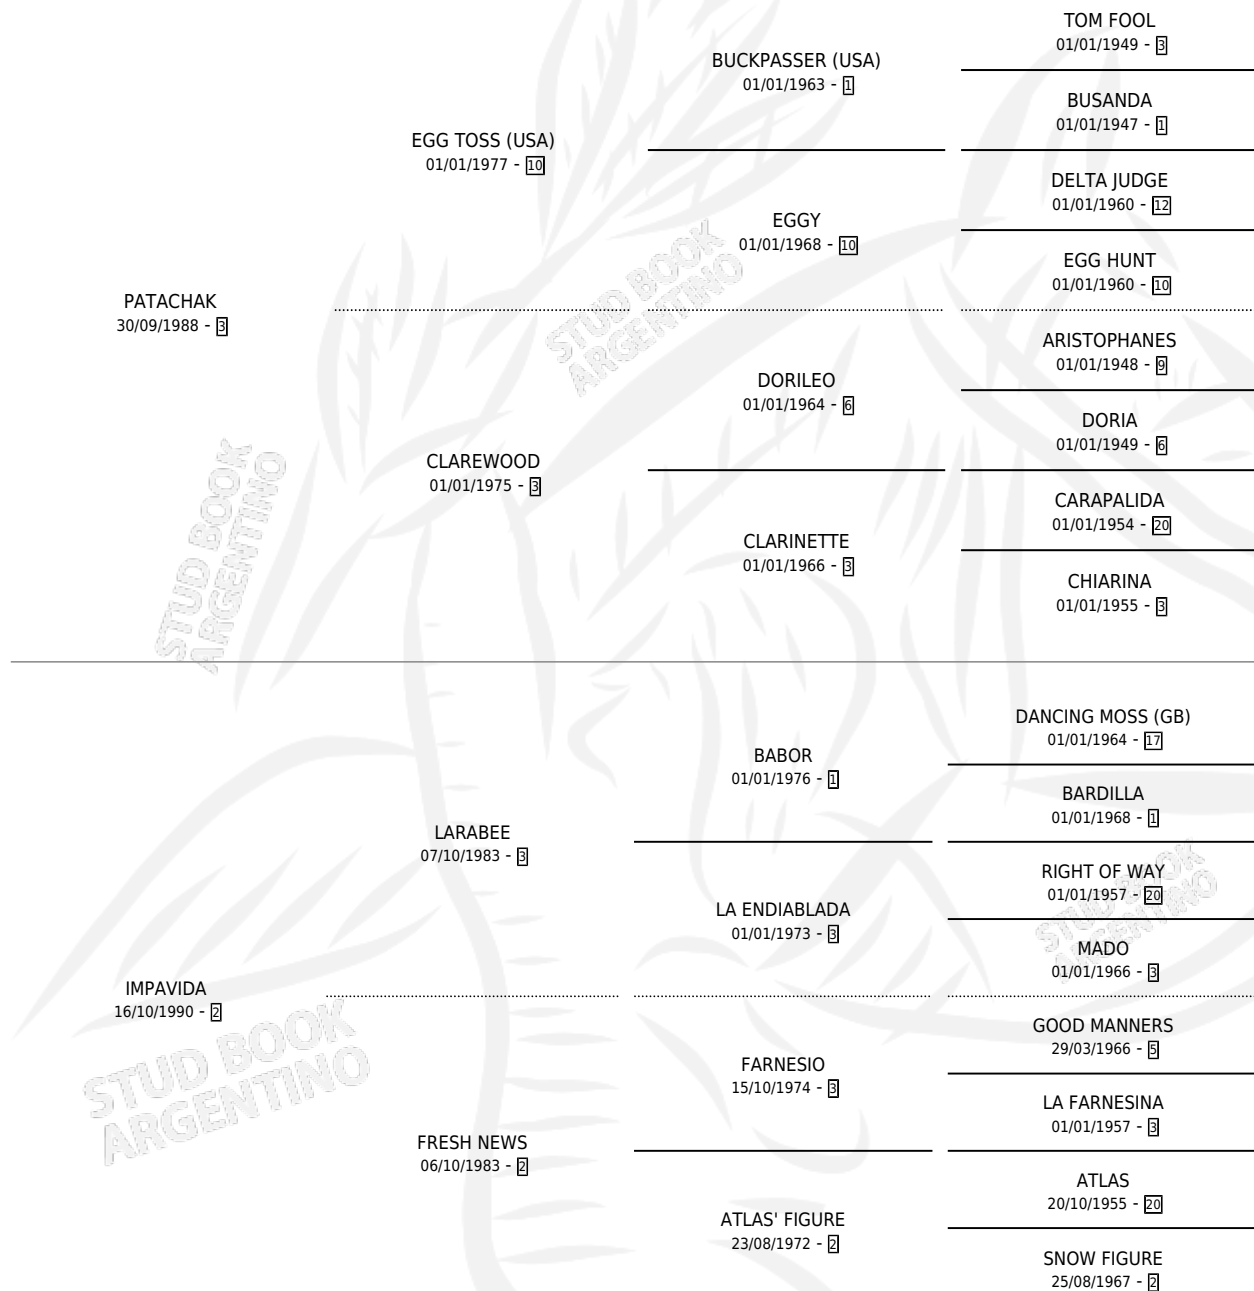 TOM FOOL
01/01/1949 - 3
BUCKPASSER (USA)
01/01/1963 - 1
BUSANDA
01/01/1947 - 1
EGG TOSS (USA)
01/01/1977 - 10
DELTA JUDGE
01/01/1960 - 12
EGGY
01/01/1968 - 10
EGG HUNT
01/01/1960 - 10
PATACHAK
30/09/1988 - 3
STUD BOOK
ARGENTINO
ARISTOPHANES
01/01/1948 - 9
DORILEO
01/01/1964 - 6
DORIA
01/01/1949 - 6
CLAREWOOD
01/01/1975 - 3
CARAPALIDA
01/01/1954 - 20
CLARINETTE
01/01/1966 - 3
CHIARINA
01/01/1955 - 3
STUD BOOK
ARGENTINO
DANCING MOSS (GB)
01/01/1964 - 17
BABOR
01/01/1976 - 1
BARDILLA
01/01/1968 - 1
LARABEE
07/10/1983 - 3
RIGHT OF WAY
01/01/1957 - 20
LA ENDIABLADA
01/01/1973 - 3
STUD BOOK
ARGENTINO
MADO
01/01/1966 - 3
IMPAVIDA
16/10/1990 - 2
STUD BOOK
ARGENTINO
GOOD MANNERS
29/03/1966 - 5
FARNESIO
15/10/1974 - 3
LA FARNESINA
01/01/1957 - 3
FRESH NEWS
06/10/1983 - 2
ATLAS
20/10/1955 - 20
ATLAS' FIGURE
23/08/1972 - 2
SNOW FIGURE
25/08/1967 - 2